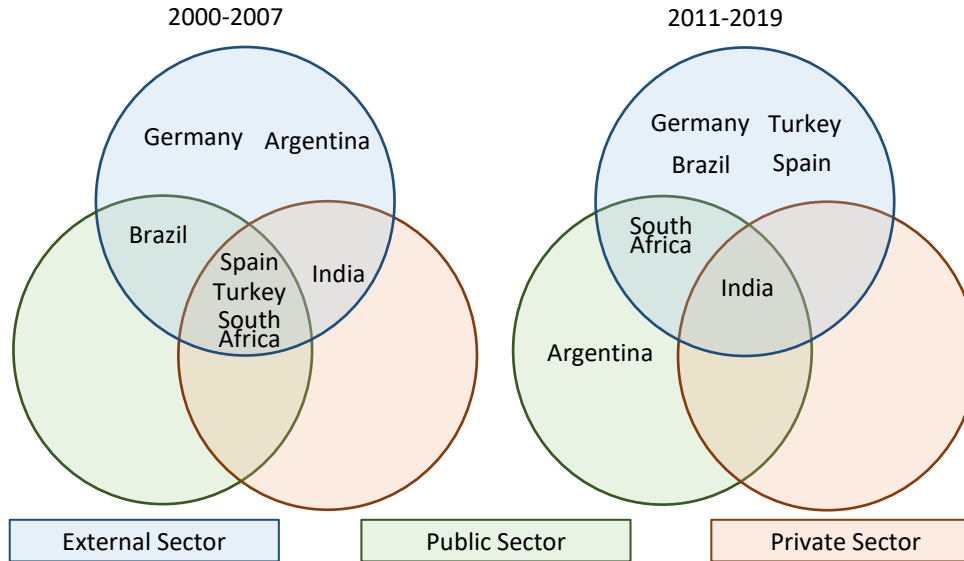 2000-2007
2011-2019
Germany
Argentina
Brazil
Spain
Turkey
South
Africa
India
Germany
Turkey
Brazil
Spain
South
Africa
India
Argentina
External Sector
Public Sector
Private Sector